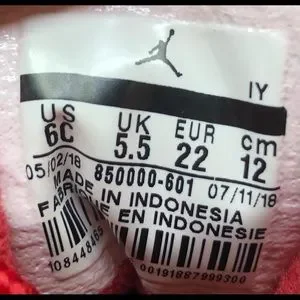 IY
US UK EUR cm
6C 5.5 22 12
05/02/18 850000-601 07/11/18
MADE IN INDONESIA
FABRIQUE EN INDONESIE
00191887999300